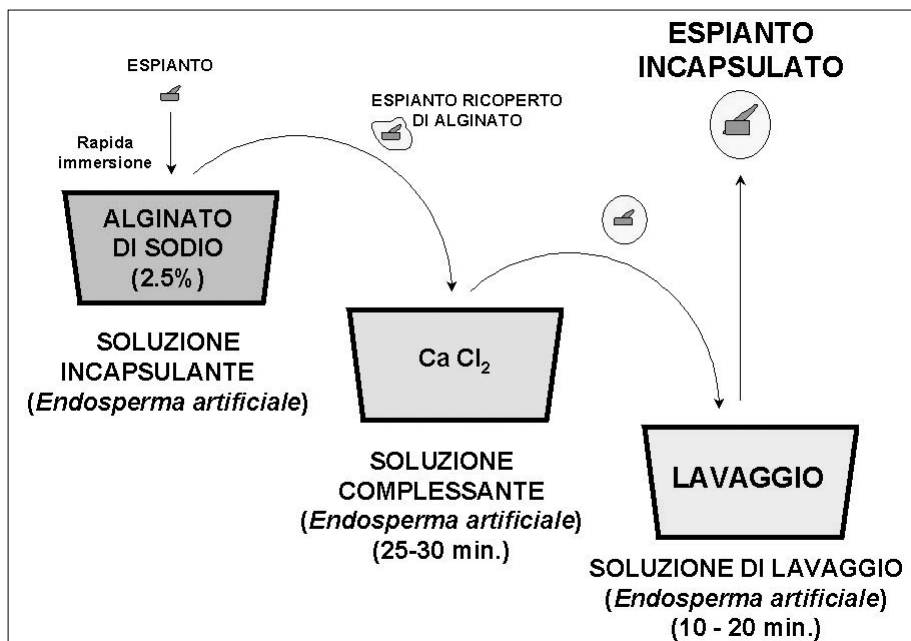 ESPIANTO
Rapida
immersione
ALGINATO
DI SODIO
(2.5%)
SOLUZIONE
INCAPSULANTE
(Endosperma artificiale)
ESPIANTO RICOPERTO
DI ALGINATO
Ca Cl₂
SOLUZIONE
COMPLESSANTE
(Endosperma artificiale)
(25-30 min.)
LAVAGGIO
SOLUZIONE DI LAVAGGIO
(Endosperma artificiale)
(10 - 20 min.)
ESPIANTO
INCAPSULATO